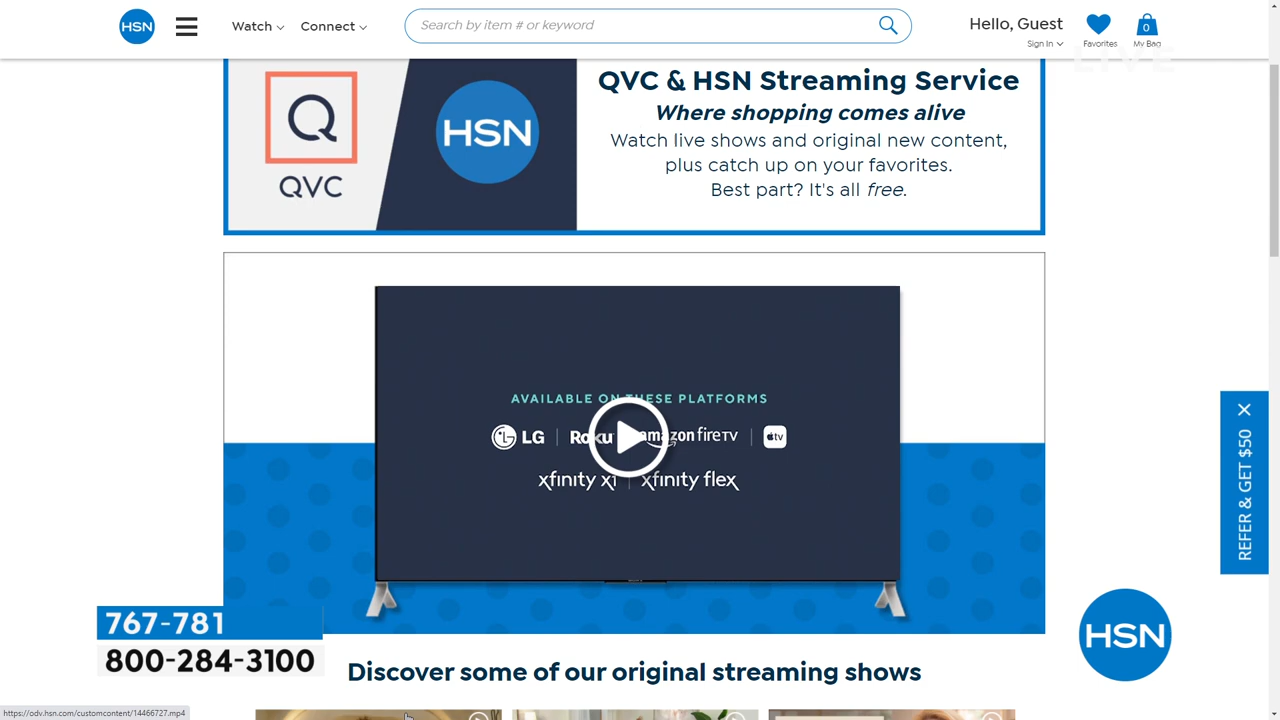 HSN
Watch
Connect
Search by item # or keyword
Hello, Guest
Sign In
Favorites
0
My Bag
LIVE
Q
QVC
HSN
QVC & HSN Streaming Service
Where shopping comes alive
Watch live shows and original new content,
plus catch up on your favorites.
Best part? It's all free.
AVAILABLE ON THESE PLATFORMS
LG | Roku amazon fireTV | tv
xfinity x1 | xfinity flex
REFER & GET $50
767-781
800-284-3100
HSN
Discover some of our original streaming shows
https://odv.hsn.com/customcontent/14466727.mp4